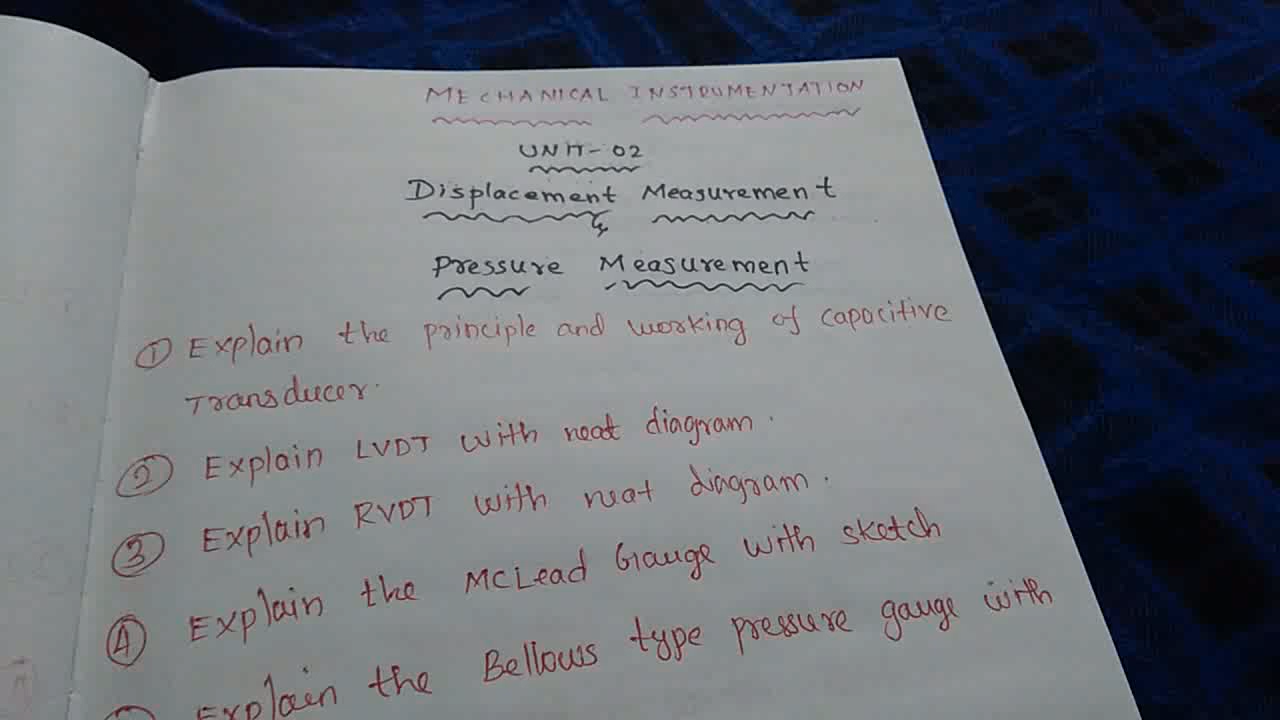 MECHANICAL INSTRUMENTATION
UNIT-02
Displacement Measurement
&
Pressure Measurement
① Explain the principle and working of capacitive
Transducer.
② Explain LVDT with neat diagram.
③ Explain RVDT with neat diagram.
④ Explain the McLead Gauge with sketch
Explain the Bellows type pressure gauge with